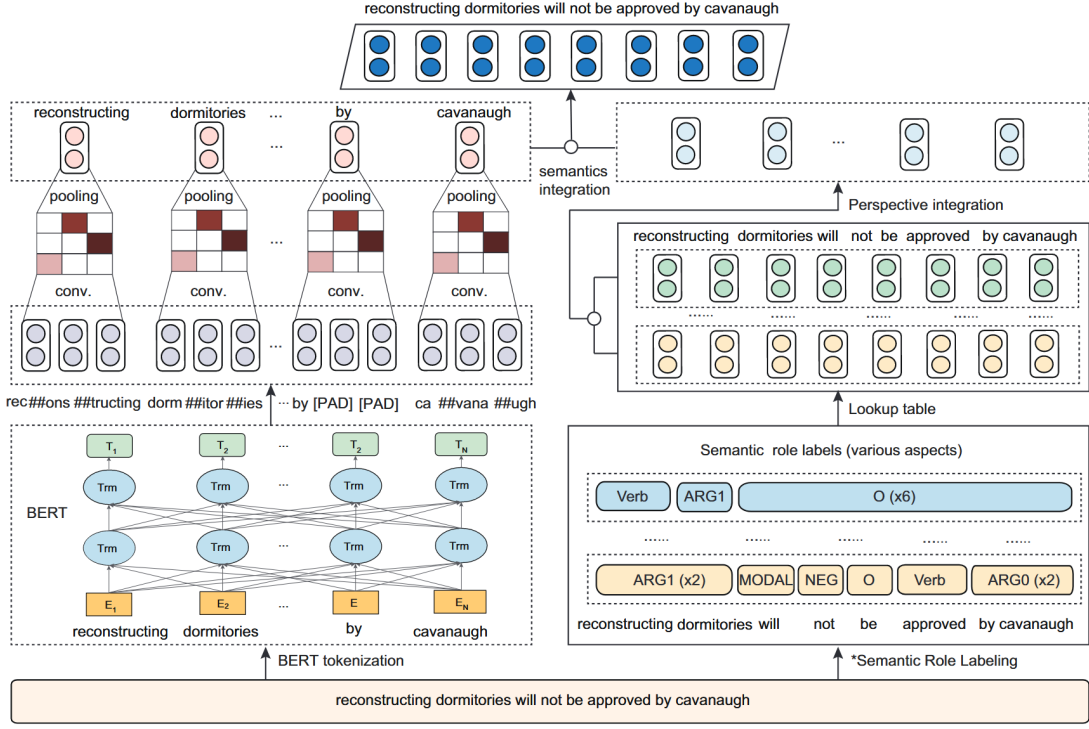 reconstructing dormitories will not be approved by cavanaugh
reconstructing dormitories ... by cavanaugh
...
semantics
integration
...
pooling pooling pooling pooling
Perspective integration
...
conv. conv. conv. conv.
reconstructing dormitories will not be approved by cavanaugh
...... ...... ...... ...... ......
...
rec ##ons ##tructing dorm ##itor ##ies ... by [PAD] [PAD] ca ##vana ##ugh
Lookup table
T1 T2 ... T2 TN
Trm Trm ... Trm Trm
BERT
Trm Trm ... Trm Trm
E1 E2 ... E EN
reconstructing dormitories ... by cavanaugh
Semantic role labels (various aspects)
Verb ARG1 O (x6)
...... ...... ...... ...... ......
ARG1 (x2) MODAL NEG O Verb ARG0 (x2)
reconstructing dormitories will not be approved by cavanaugh
BERT tokenization
*Semantic Role Labeling
reconstructing dormitories will not be approved by cavanaugh